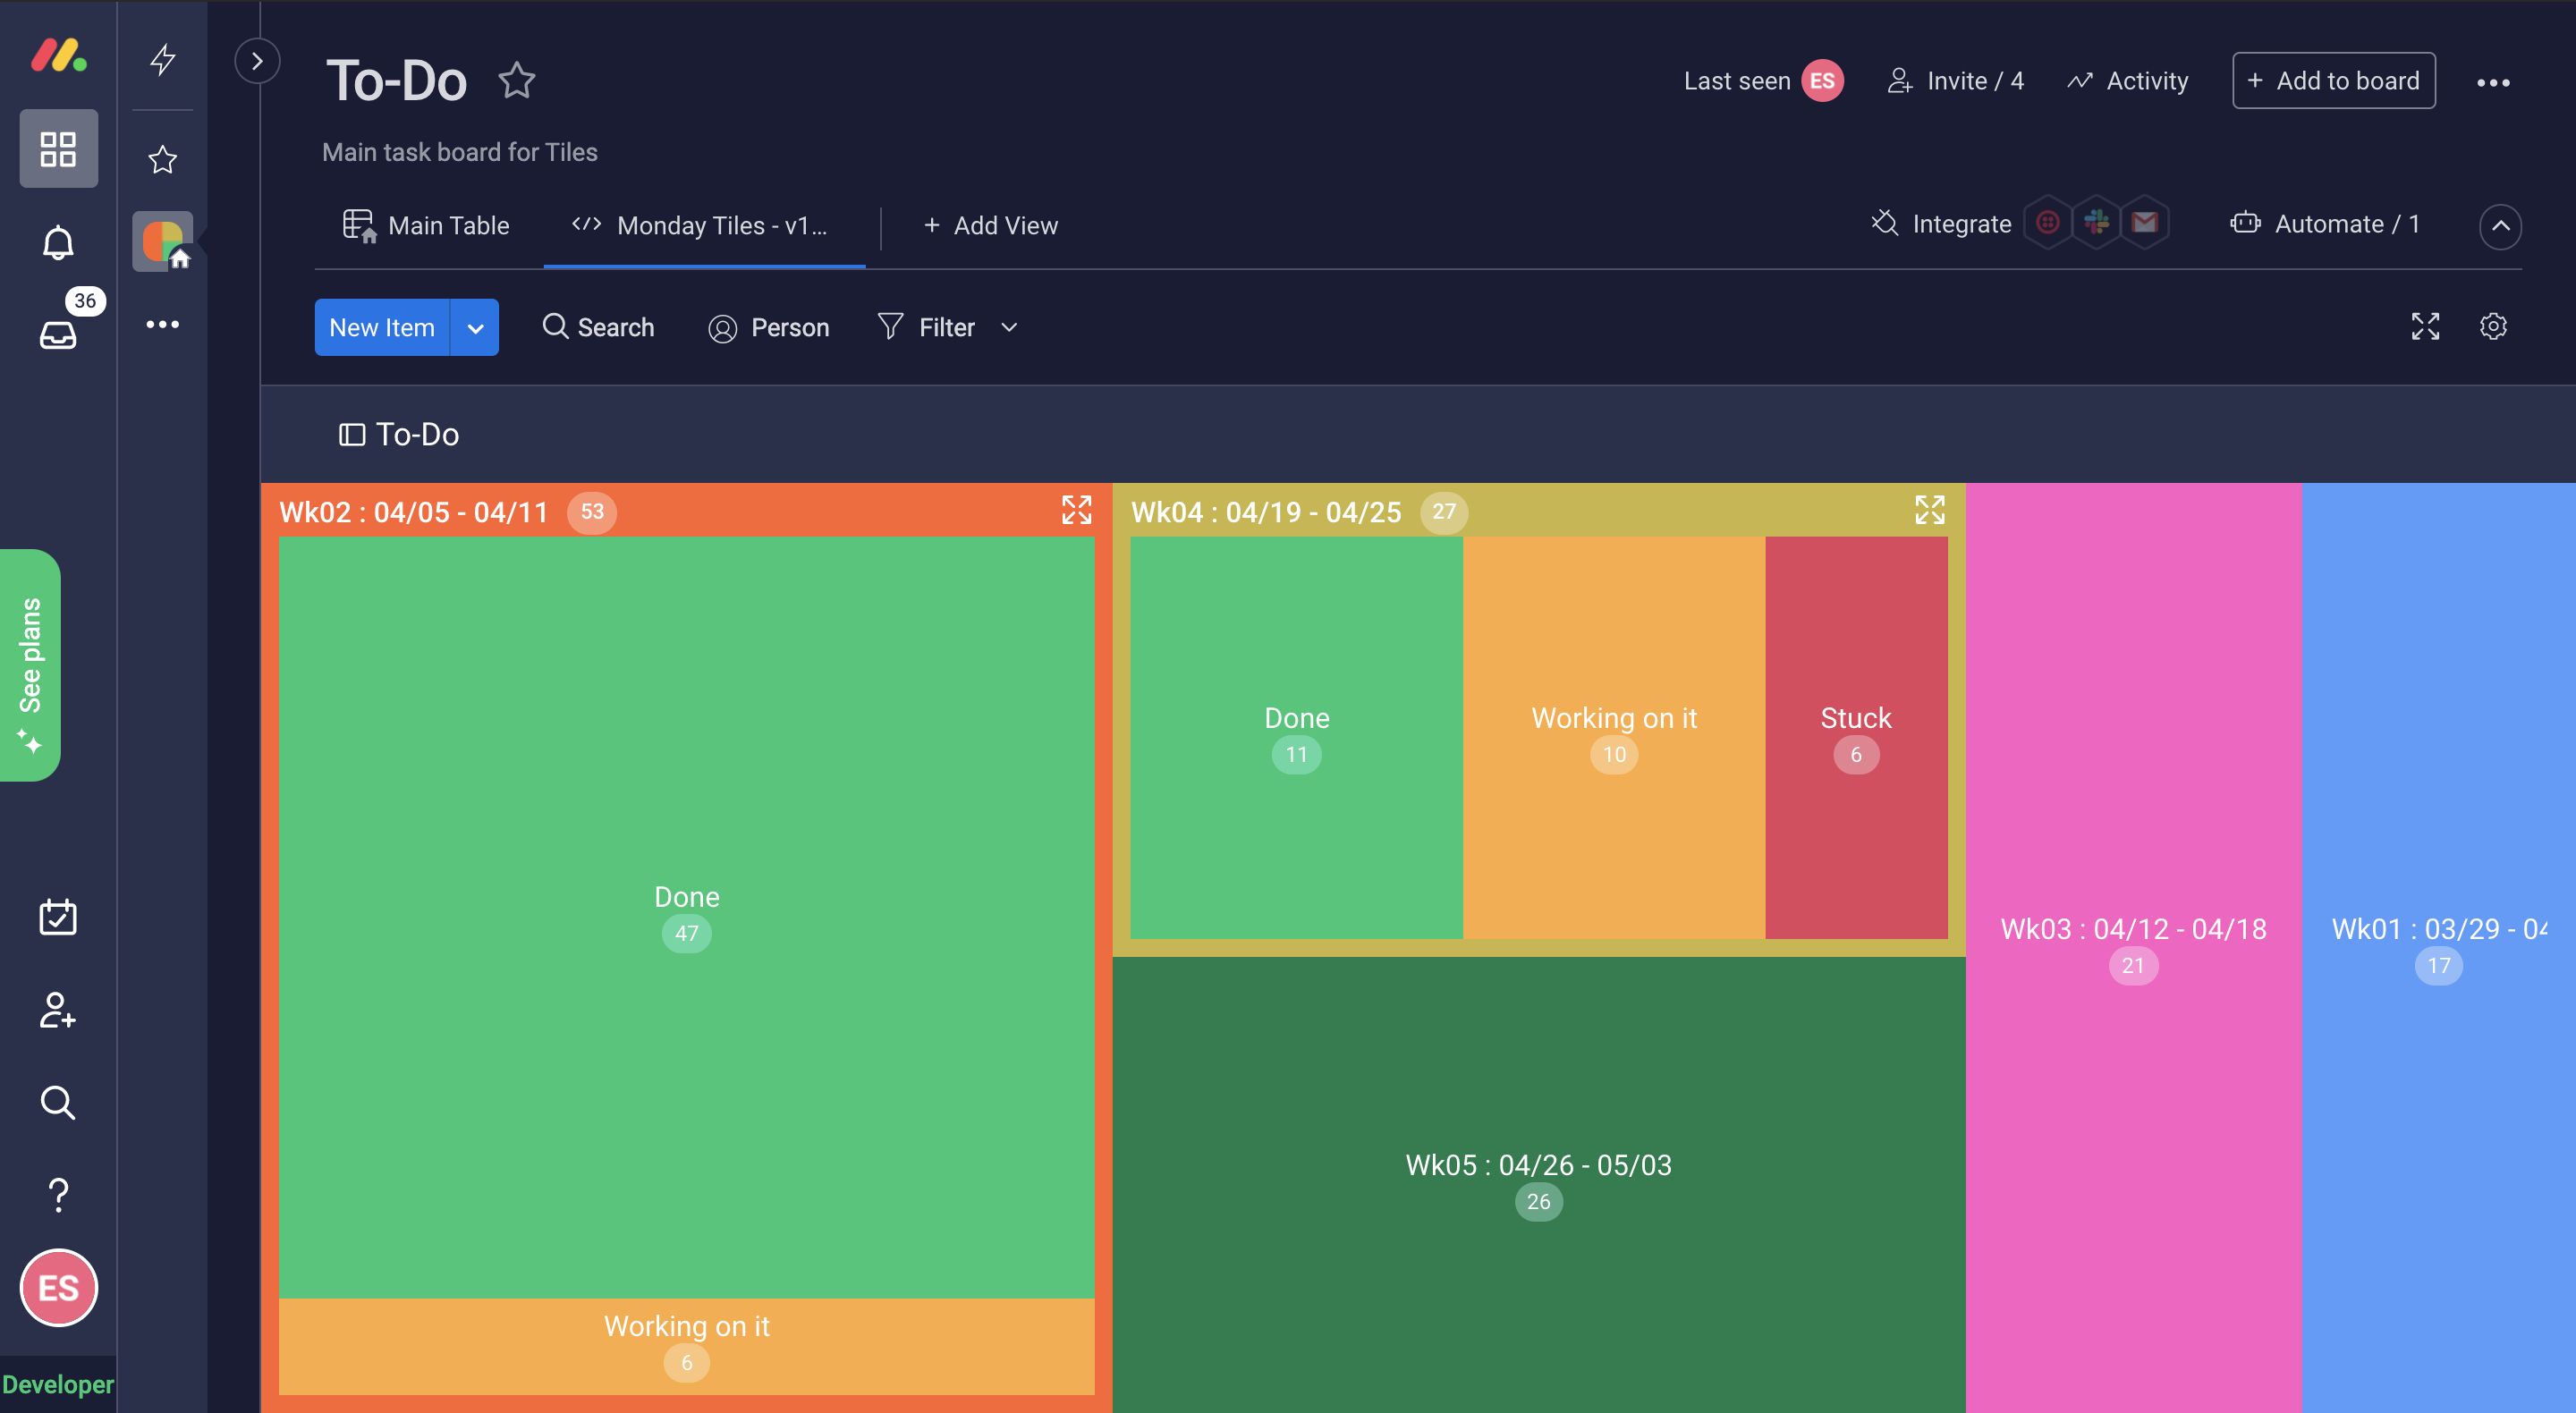 To-Do
Last seen ES Invite / 4 Activity + Add to board
Main task board for Tiles
Main Table </> Monday Tiles - v1... + Add View
Integrate Automate / 1
36
New Item Search Person Filter
To-Do
Wk02 : 04/05 - 04/11 53
Done
47
Working on it
6
Wk04 : 04/19 - 04/25 27
Done
11
Working on it
10
Stuck
6
Wk05 : 04/26 - 05/03
26
Wk03 : 04/12 - 04/18
21
Wk01 : 03/29 - 04
17
See plans
ES
Developer